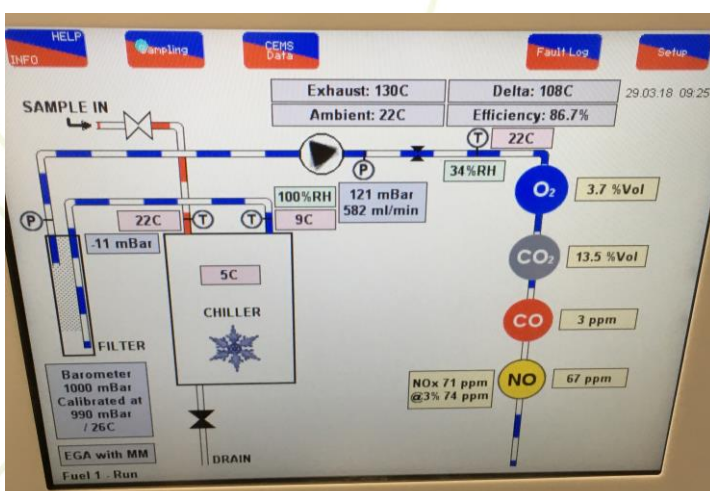 HELP
INFO
Sampling
CEMS
Data
Fault Log
Setup
Exhaust: 130C
Delta: 108C
29.03.18 09:25
Ambient: 22C
Efficiency: 86.7%
SAMPLE IN
T
22C
P
34%RH
O₂
3.7 %Vol
100%RH
121 mBar
582 ml/min
P
22C
T
T
9C
-11 mBar
CO₂
13.5 %Vol
5C
CHILLER
CO
3 ppm
FILTER
Barometer
1000 mBar
Calibrated at
990 mBar
/ 26C
NOx 71 ppm
@3% 74 ppm
NO
67 ppm
EGA with MM
DRAIN
Fuel 1 - Run